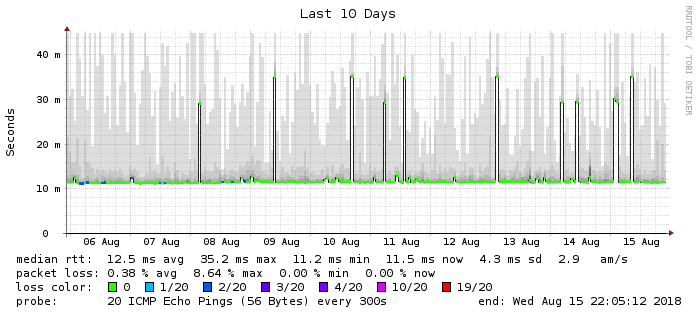 Last 10 Days
RRDTOOL / TOBI OETIKER
Seconds
40 m
30 m
20 m
10 m
0
06 Aug 07 Aug 08 Aug 09 Aug 10 Aug 11 Aug 12 Aug 13 Aug 14 Aug 15 Aug
median rtt: 12.5 ms avg 35.2 ms max 11.2 ms min 11.5 ms now 4.3 ms sd 2.9 am/s
packet loss: 0.38 % avg 8.64 % max 0.00 % min 0.00 % now
loss color: 0 1/20 2/20 3/20 4/20 10/20 19/20
probe: 20 ICMP Echo Pings (56 Bytes) every 300s end: Wed Aug 15 22:05:12 2018